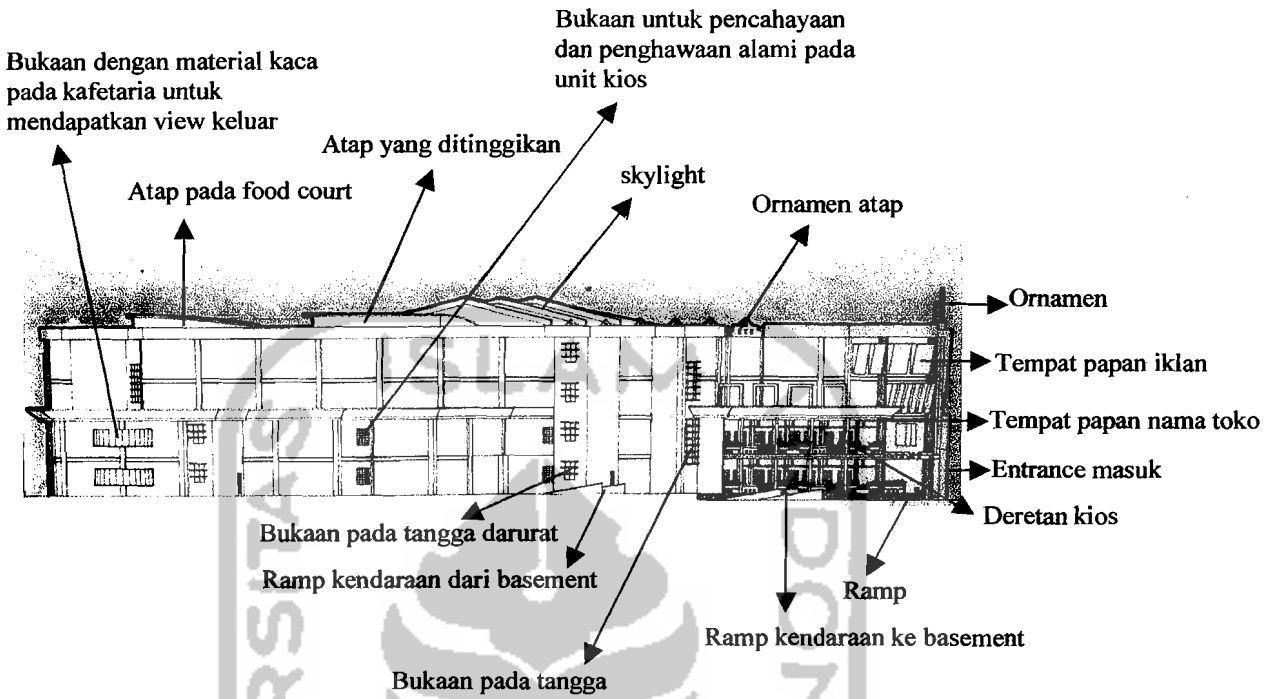 Bukaan untuk pencahayaan
dan penghawaan alami pada
unit kios
Bukaan dengan material kaca
pada kafetaria untuk
mendapatkan view keluar
Atap yang ditinggikan
skylight
Atap pada food court
Ornamen atap
Ornamen
Tempat papan iklan
Tempat papan nama toko
Entrance masuk
Deretan kios
Bukaan pada tangga darurat
Ramp kendaraan dari basement
Ramp
Ramp kendaraan ke basement
Bukaan pada tangga
ISLAM
RSITAS
DON